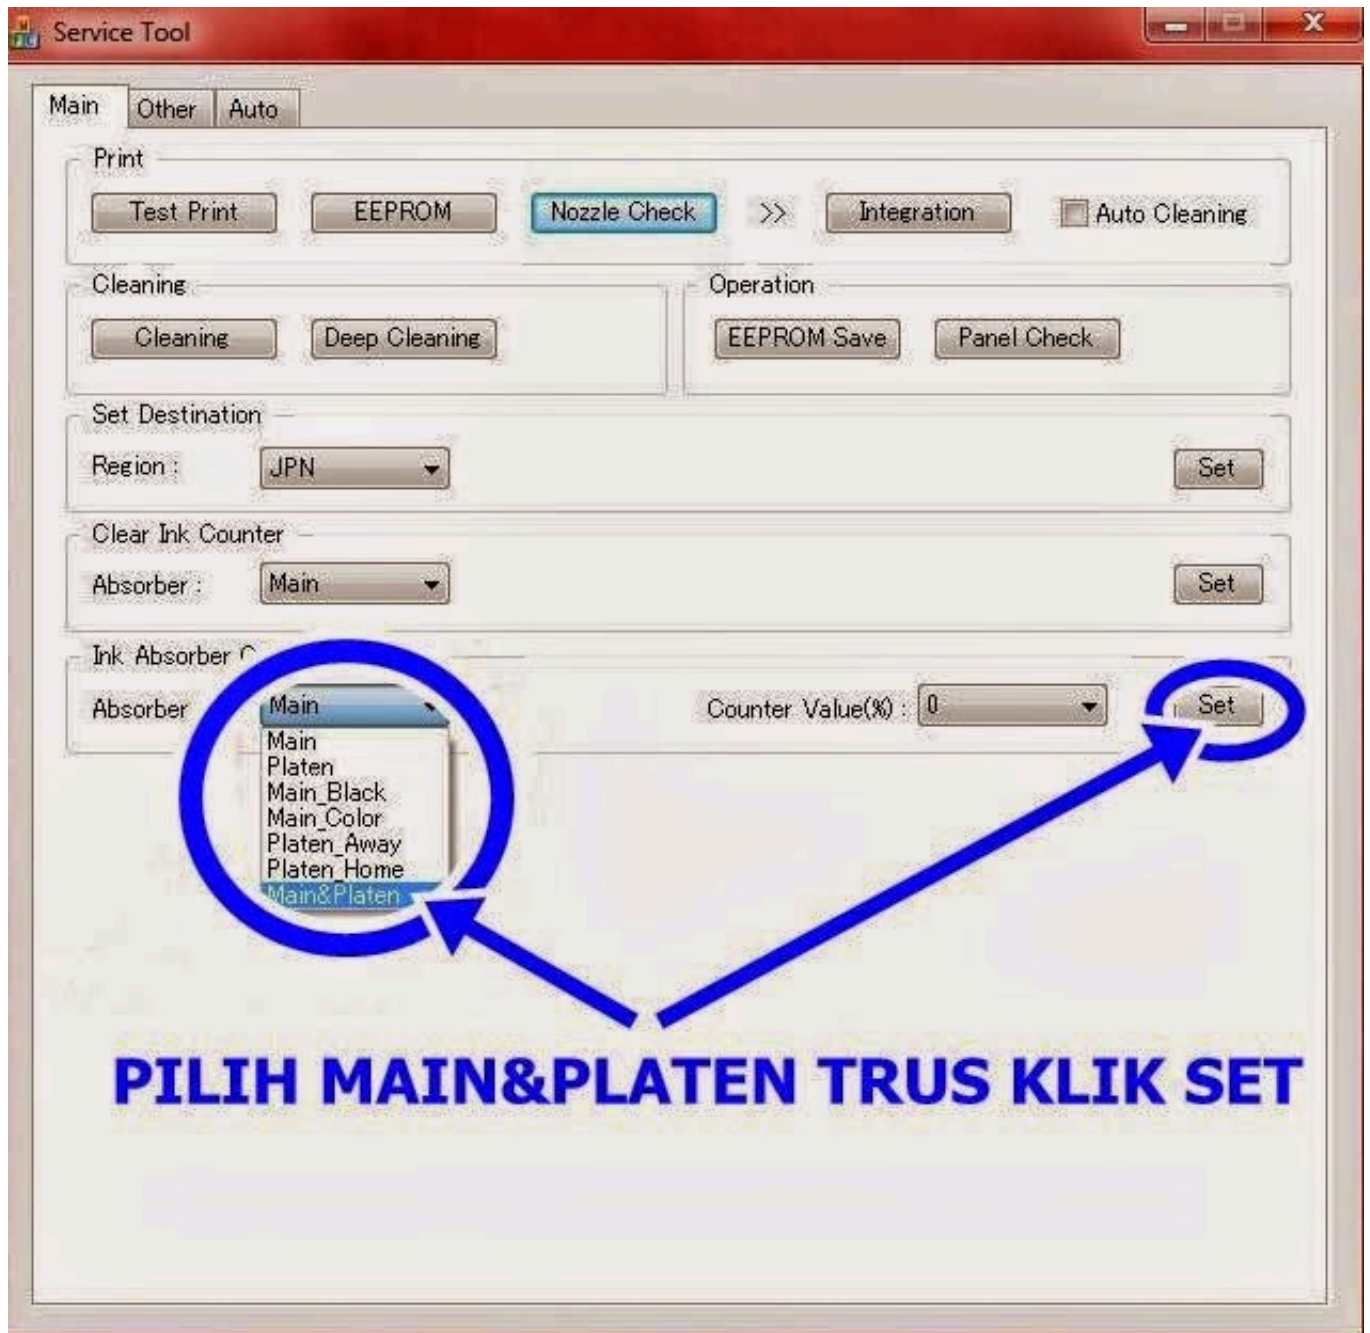 Service Tool
Main Other Auto
Print
Test Print EEPROM Nozzle Check >> Integration Auto Cleaning
Cleaning Operation
Cleaning Deep Cleaning EEPROM Save Panel Check
Set Destination
Region : JPN Set
Clear Ink Counter
Absorber : Main Set
Ink Absorber
Absorber Main Counter Value(%) : 0 Set
Main
Platen
Main_Black
Main_Color
Platen_Away
Platen_Home
Main&Platen
PILIH MAIN&PLATEN TRUS KLIK SET